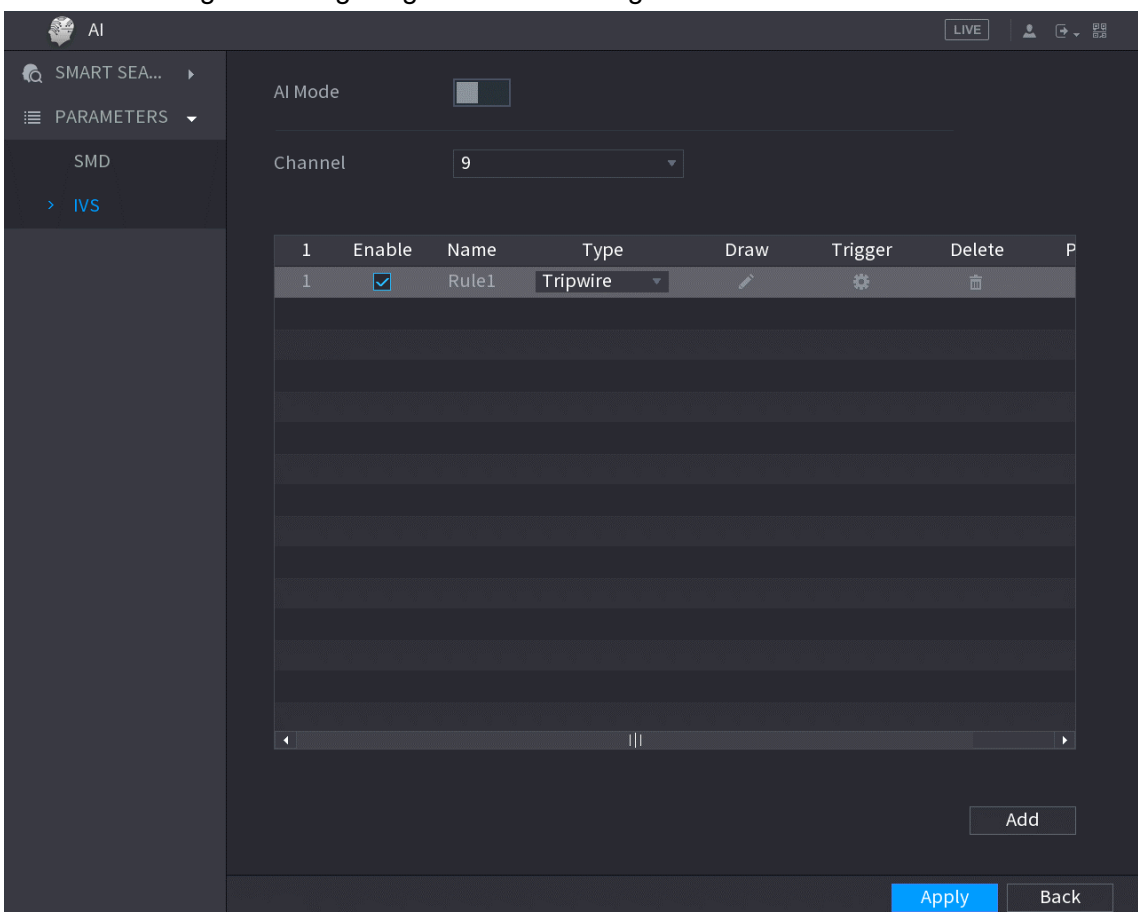 AI
LIVE
SMART SEA...
PARAMETERS
SMD
IVS
AI Mode
Channel 9
1 Enable Name Type Draw Trigger Delete P
1 Rule1 Tripwire
Add
Apply Back